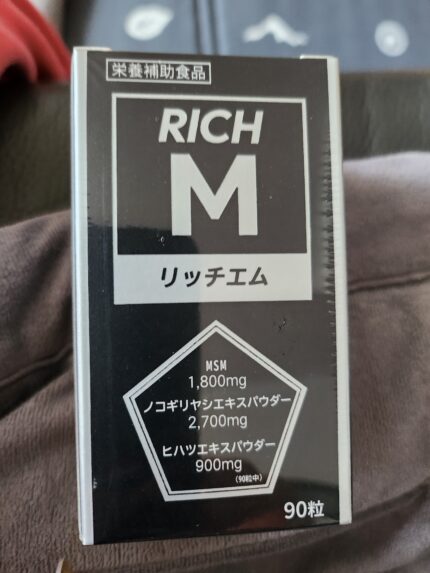 栄養補助食品
RICH
M
リッチエム
MSM
1,800mg
ノコギリヤシエキスパウダー
2,700mg
ヒハツエキスパウダー
900mg
(90粒中)
90粒